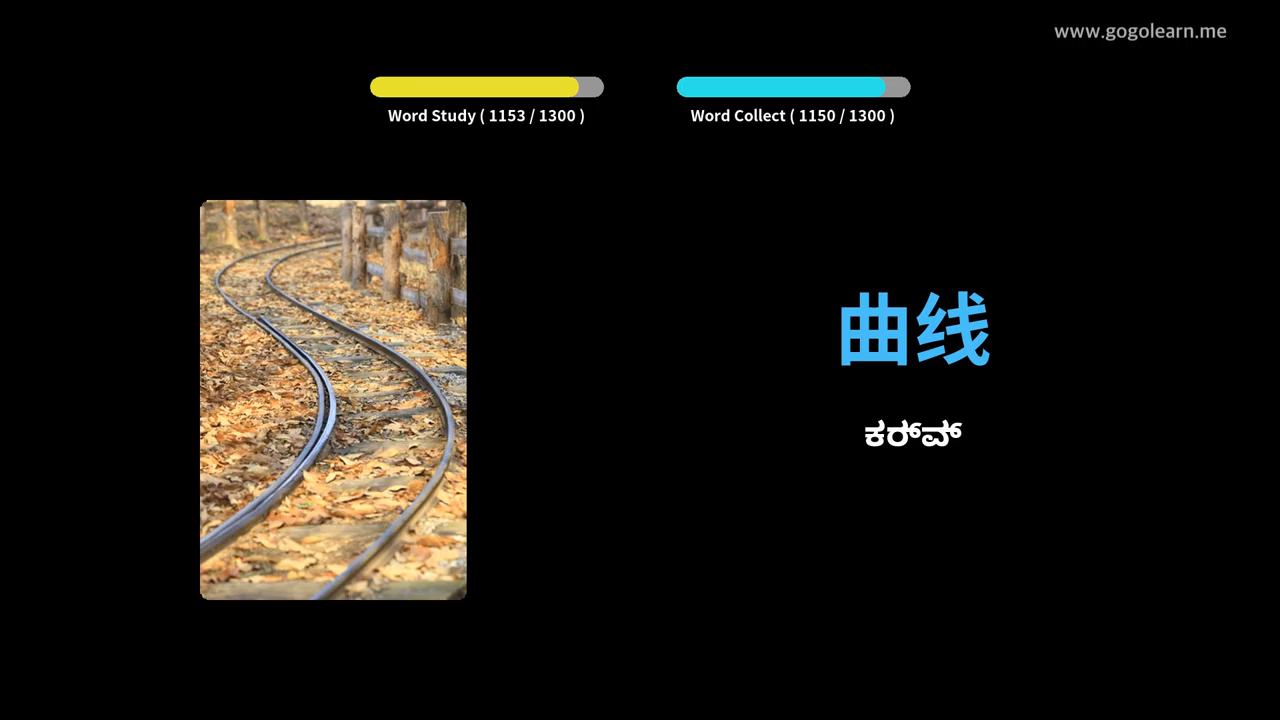 www.gogolearn.me
Word Study ( 1153 / 1300 )
Word Collect ( 1150 / 1300 )
曲线
ಕರ್‌ವ್